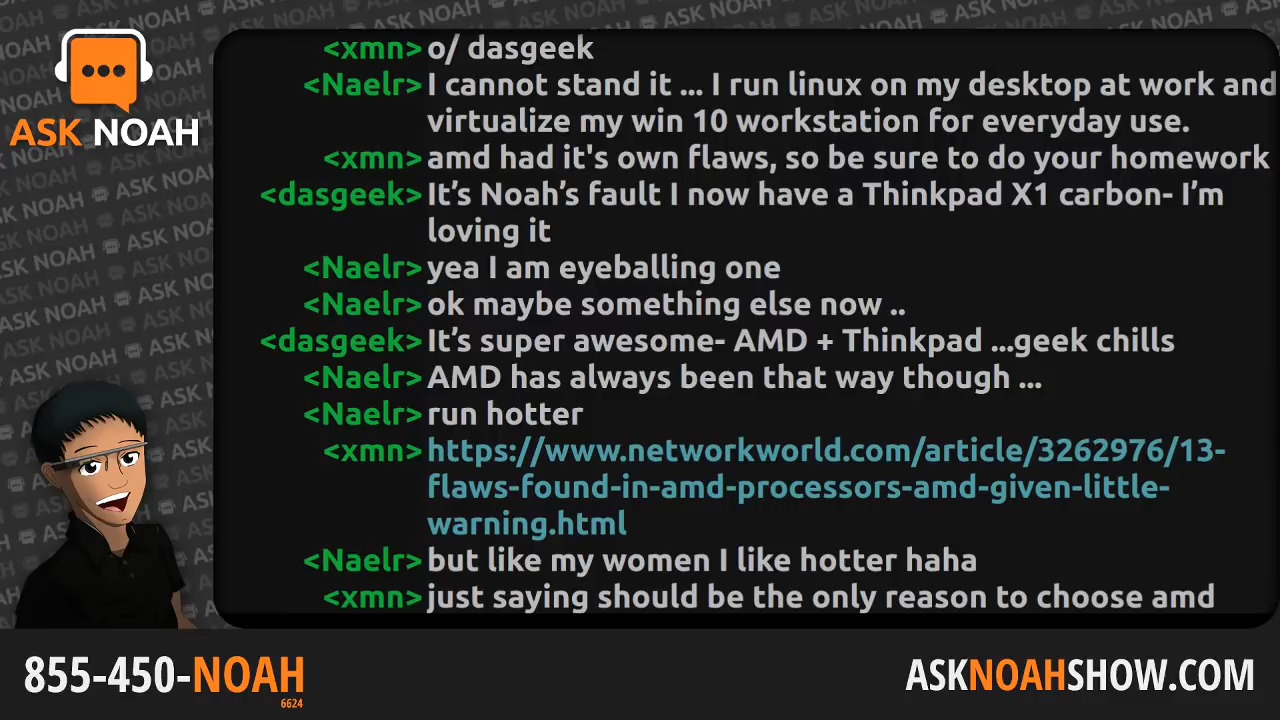 ASK NOAH
<xmn> o/ dasgeek
<Naelr> I cannot stand it ... I run linux on my desktop at work and
virtualize my win 10 workstation for everyday use.
<xmn> amd had it's own flaws, so be sure to do your homework
<dasgeek> It’s Noah’s fault I now have a Thinkpad X1 carbon- I’m
loving it
<Naelr> yea I am eyeballing one
<Naelr> ok maybe something else now ..
<dasgeek> It’s super awesome- AMD + Thinkpad ...geek chills
<Naelr> AMD has always been that way though ...
<Naelr> run hotter
<xmn> https://www.networkworld.com/article/3262976/13-
flaws-found-in-amd-processors-amd-given-little-
warning.html
<Naelr> but like my women I like hotter haha
<xmn> just saying should be the only reason to choose amd
855-450-NOAH
6624
ASKNOAHSHOW.COM